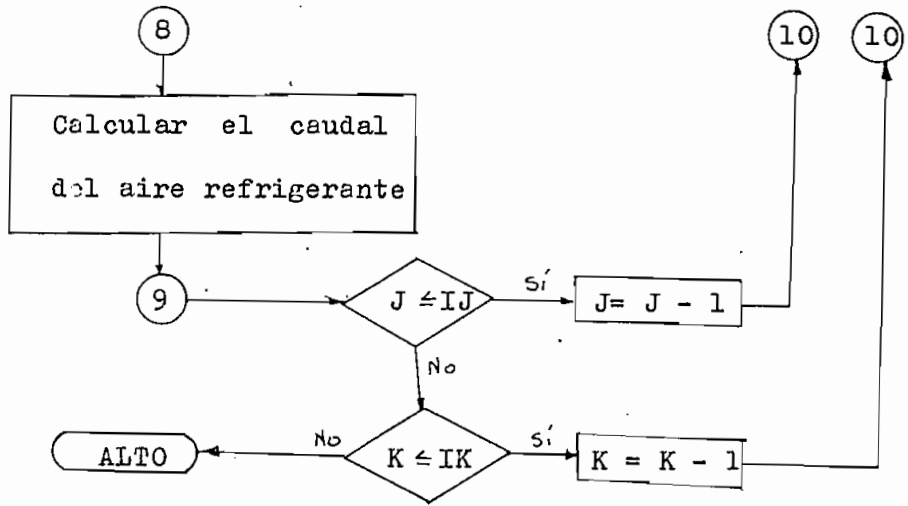 8
10
10
Calcular el caudal
del aire refrigerante
9
J ≤ IJ
Sí
J= J - 1
No
K ≤ IK
Sí
K = K - 1
No
ALTO